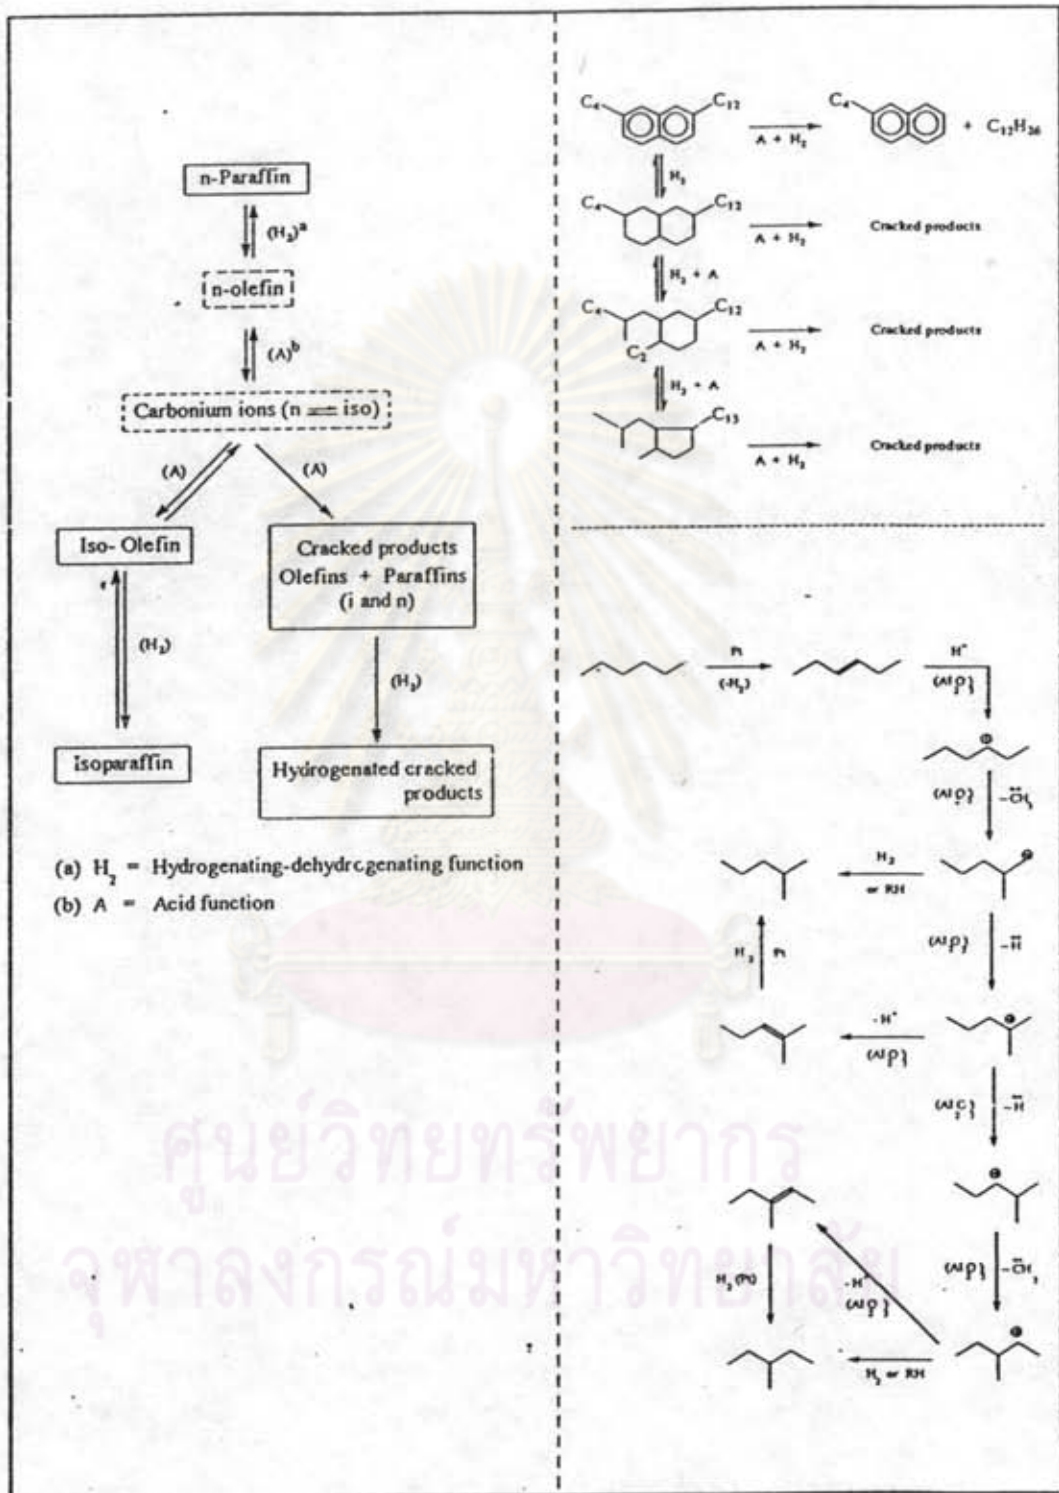 n-Paraffin
(H₂)ᵃ
n-olefin
(A)ᵇ
Carbonium ions (n ⇌ iso)
(A)
(A)
Iso- Olefin
Cracked products
Olefins + Paraffins
(i and n)
(H₂)
(H₂)
Isoparaffin
Hydrogenated cracked
products
(a) H₂ = Hydrogenating-dehydrogenating function
(b) A = Acid function
C₄ C₁₂
A + H₂
C₄
+ C₁₂H₂₆
H₂
C₄ C₁₂
A + H₂
Cracked products
H₂ + A
C₄ C₁₂
C₂
A + H₂
Cracked products
H₂ + A
C₁₃
A + H₂
Cracked products
Pt
(-H₂)
H⁺
H₂
or RH
H₂ Pt
-H⁺
H₂ (Pt)
-H⁺
H₂ or RH
ศูนย์วิทยทรัพยากร
จุฬาลงกรณ์มหาวิทยาลัย